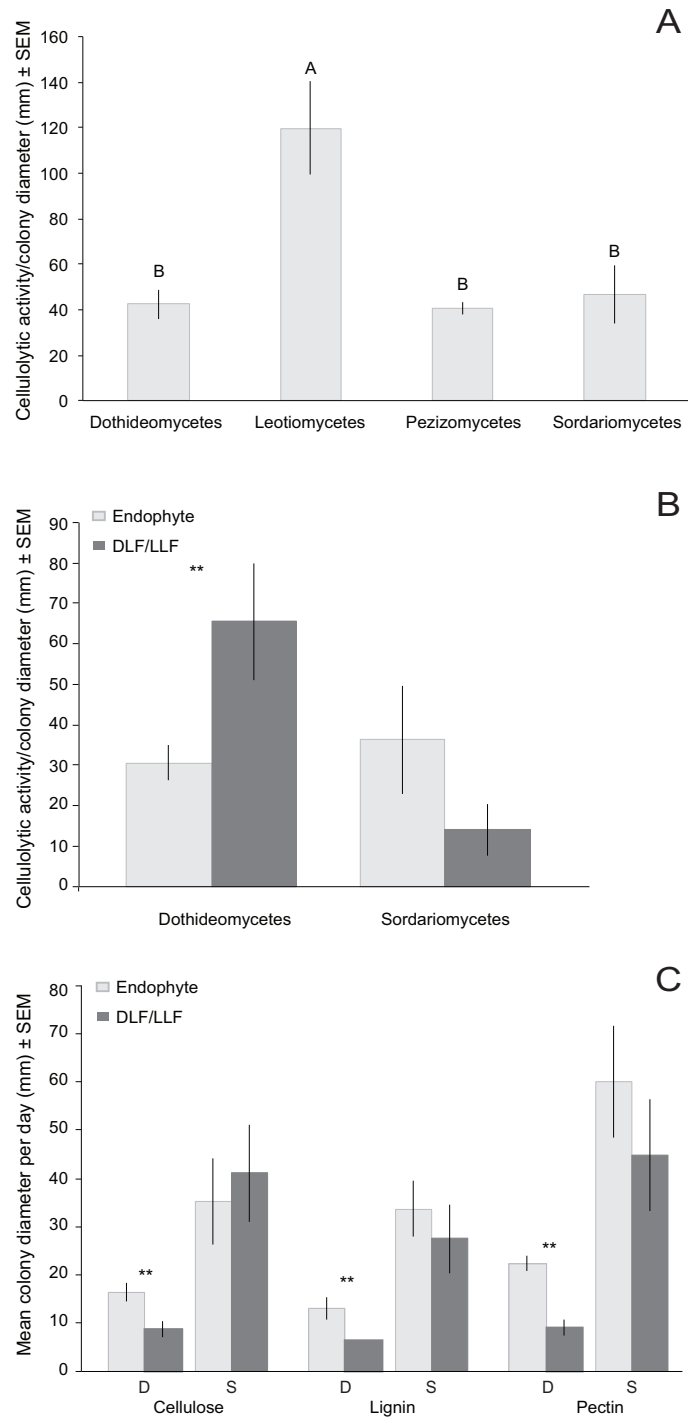 A
Cellulolytic activity/colony diameter (mm) ± SEM
160
140
120
100
80
60
40
20
0
B
A
B
B
Dothideomycetes Leotiomycetes Pezizomycetes Sordariomycetes
B
Cellulolytic activity/colony diameter (mm) ± SEM
90
80
70
60
50
40
30
20
10
0
Endophyte
DLF/LLF
**
Dothideomycetes Sordariomycetes
C
Mean colony diameter per day (mm) ± SEM
80
70
60
50
40
30
20
10
0
Endophyte
DLF/LLF
**
**
**
D S D S D S
Cellulose Lignin Pectin